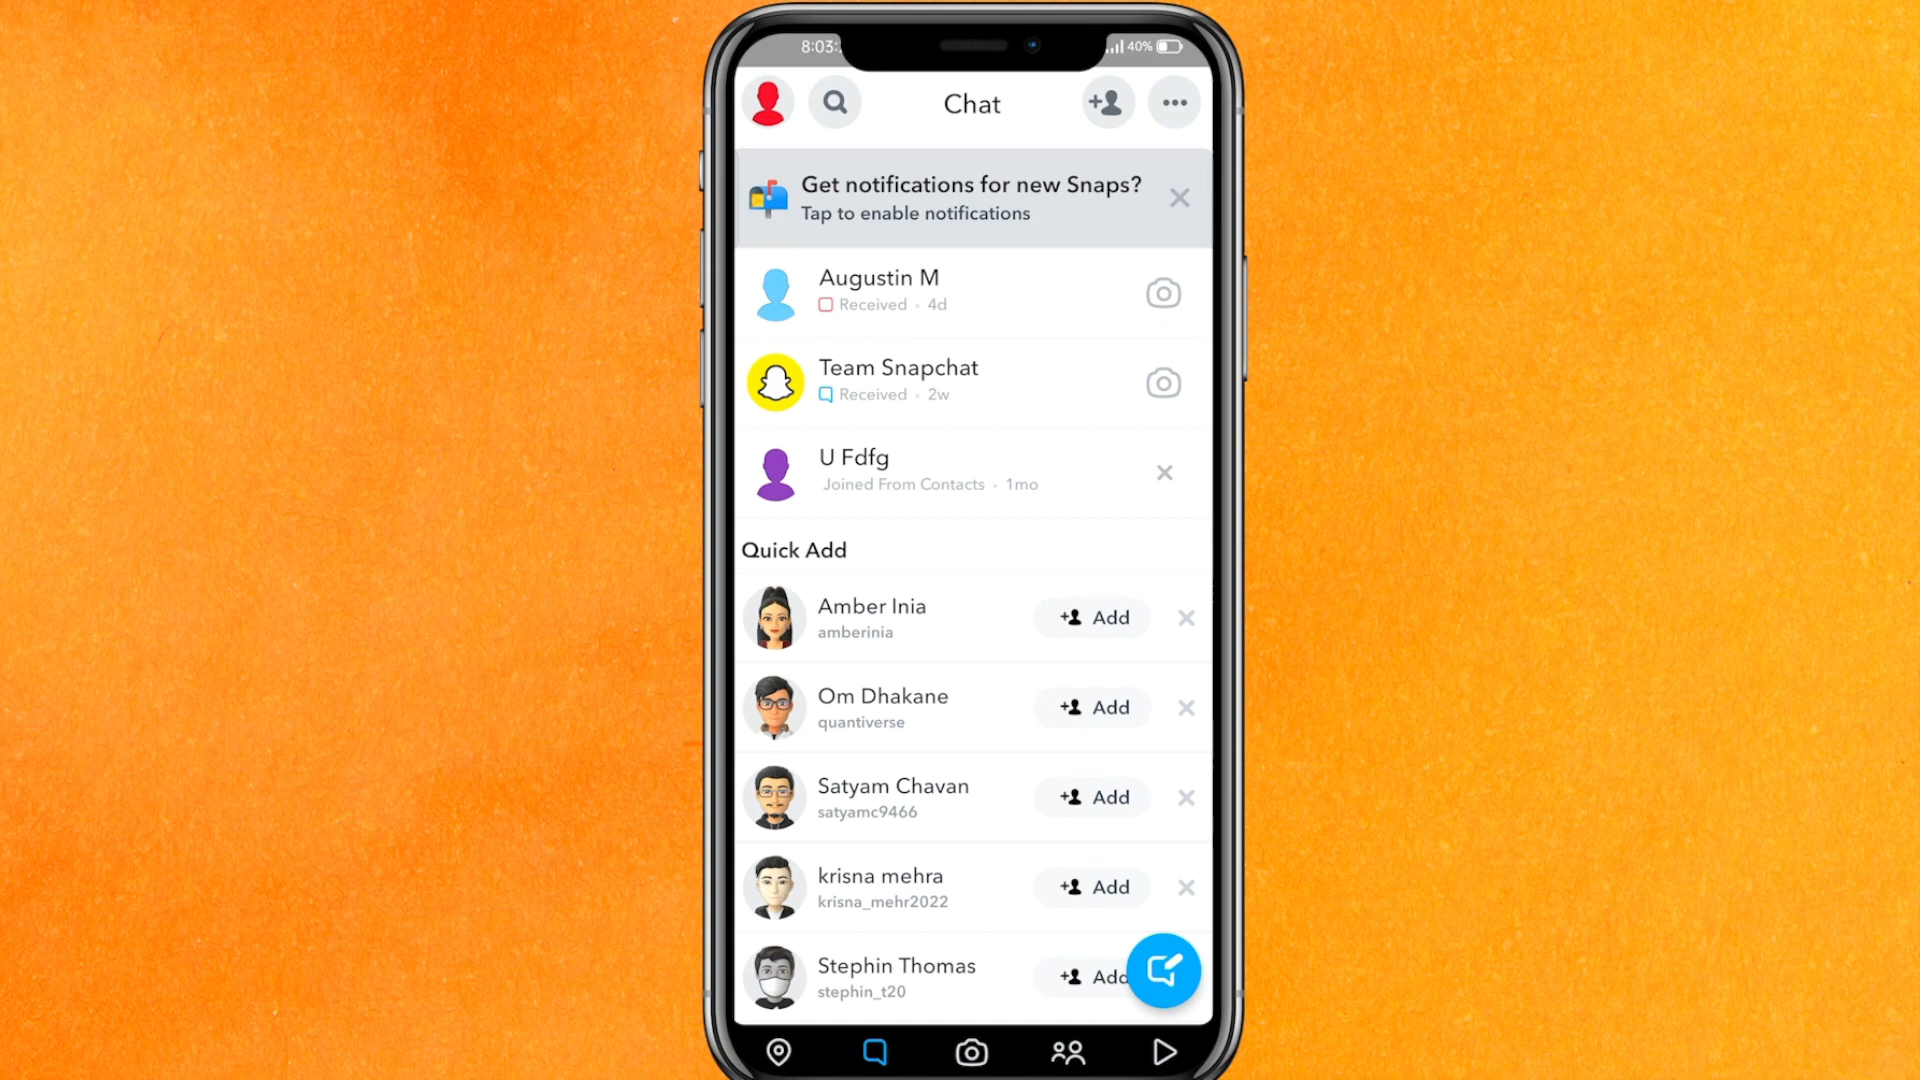 8:03:
40%
Chat
Get notifications for new Snaps?
Tap to enable notifications
Augustin M
Received • 4d
Team Snapchat
Received • 2w
U Fdfg
Joined From Contacts • 1mo
Quick Add
Amber Inia
amberinia
Add
Om Dhakane
quantiverse
Add
Satyam Chavan
satyamc9466
Add
krisna mehra
krisna_mehr2022
Add
Stephin Thomas
stephin_t20
Add